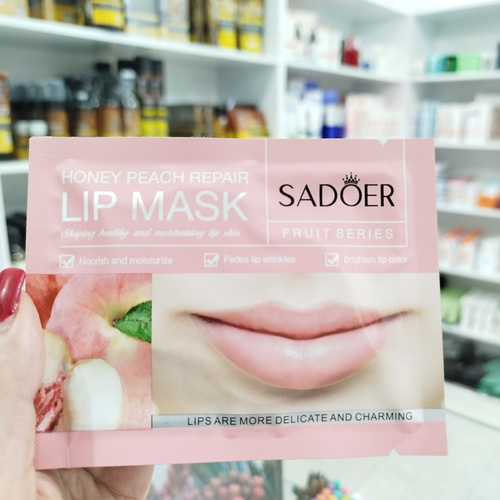 HONEY PEACH REPAIR
LIP MASK
Shaping healthy and moisturizing lip skin
SADOER
FRUIT SERIES
Nourish and moisturize
Fades lip wrinkles
Brighten lip color
LIPS ARE MORE DELICATE AND CHARMING